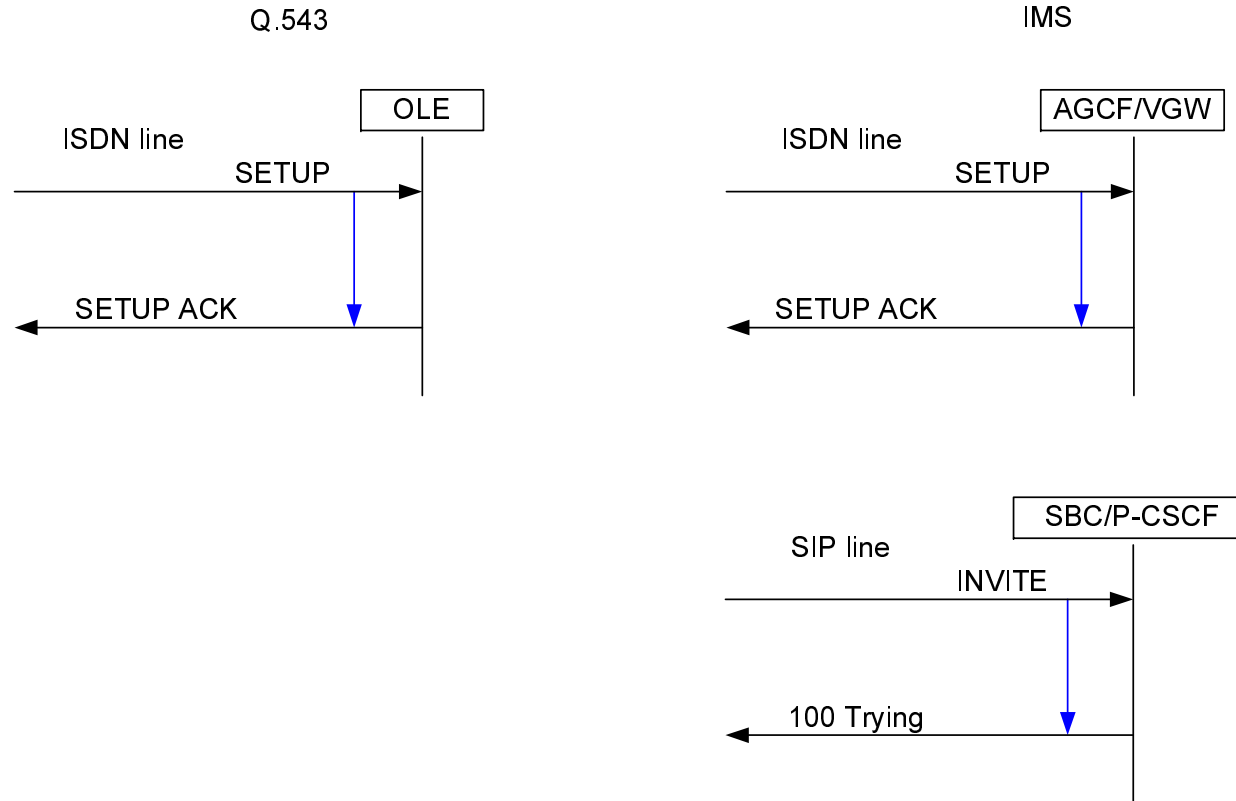 Q.543
IMS
OLE
AGCF/VGW
ISDN line
ISDN line
SETUP
SETUP
SETUP ACK
SETUP ACK
SBC/P-CSCF
SIP line
INVITE
100 Trying